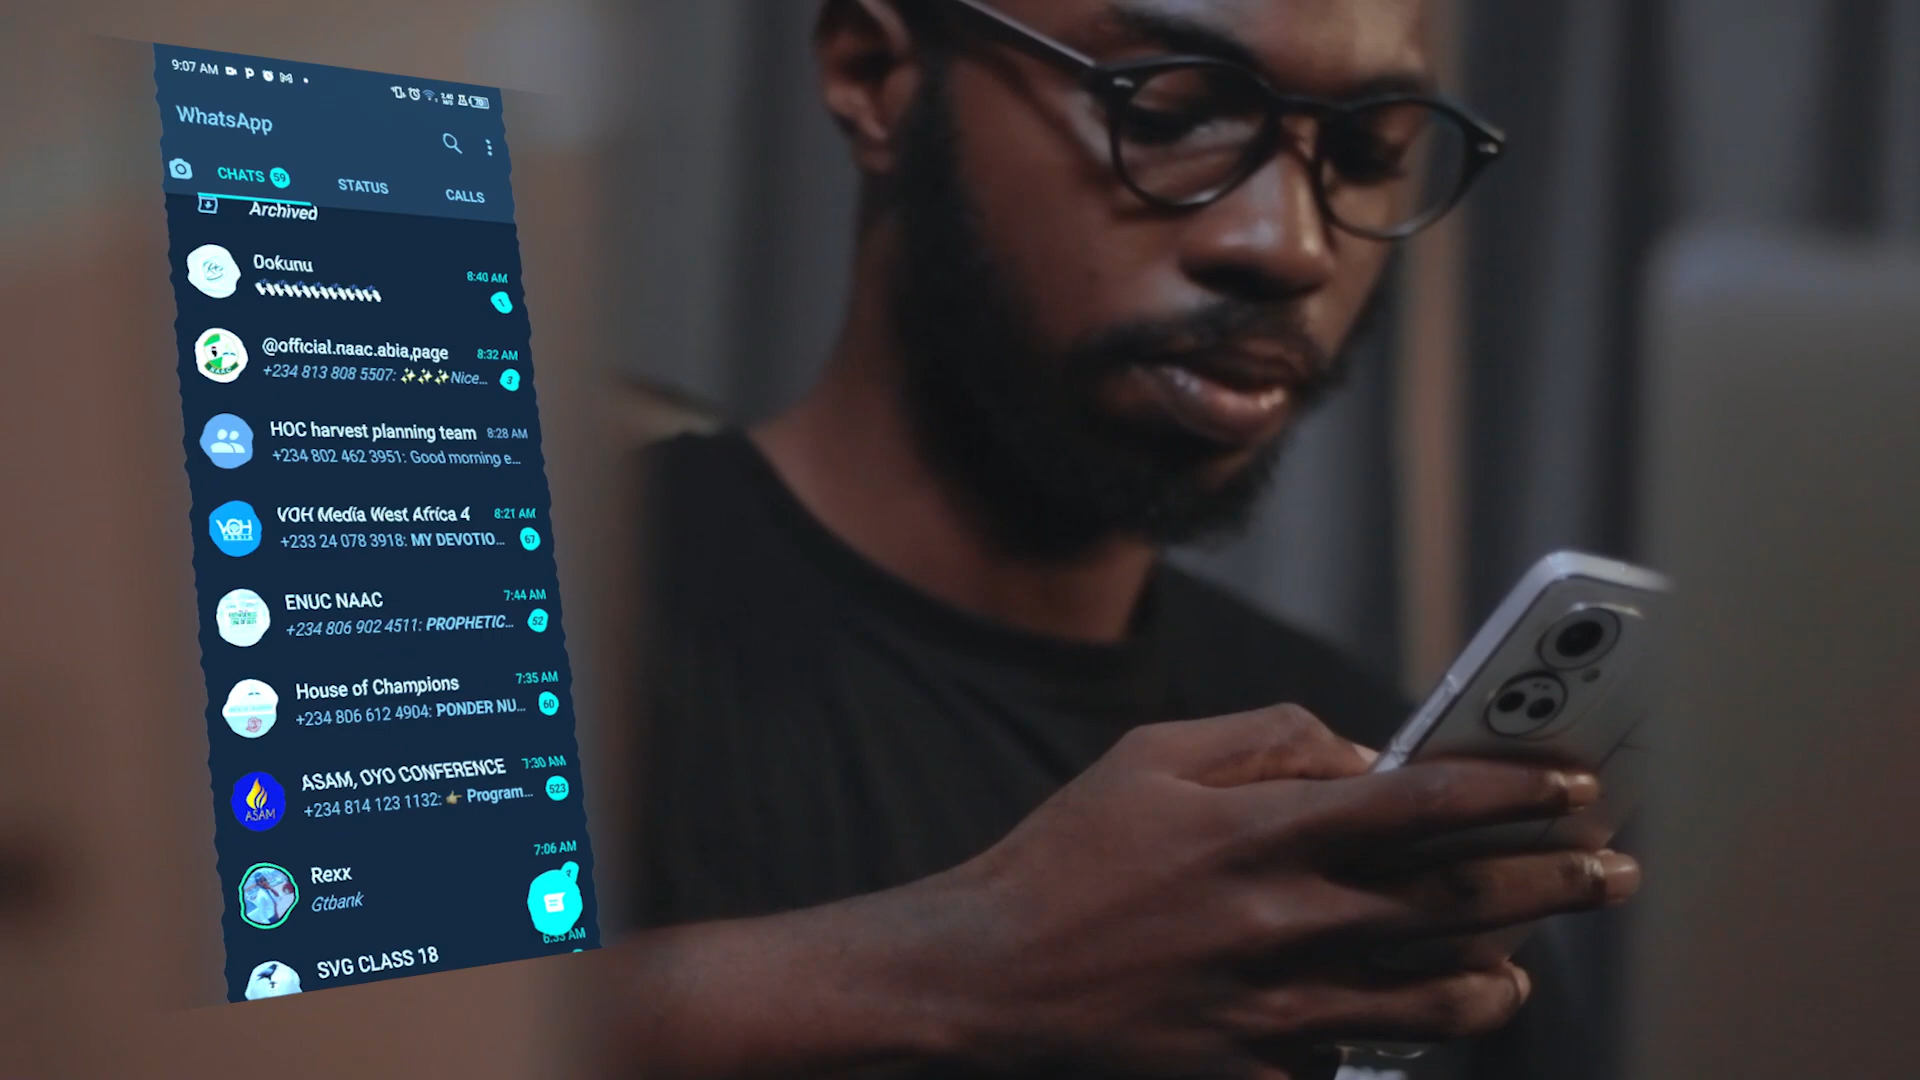 9:07 AM
WhatsApp
CHATS 59 STATUS CALLS
Archived
Ookunu 8:40 AM
1
@official.naac.abia,page 8:32 AM
+234 813 808 5507: ✨✨✨Nice... 3
HOC harvest planning team 8:28 AM
+234 802 462 3951: Good morning e...
VOH Media West Africa 4 8:21 AM
+233 24 078 3918: MY DEVOTIO... 67
VOH
MEDIA
ENUC NAAC 7:44 AM
+234 806 902 4511: PROPHETIC... 52
House of Champions 7:35 AM
+234 806 612 4904: PONDER NU... 60
ASAM, OYO CONFERENCE 7:30 AM
+234 814 123 1132: 👉 Program... 523
ASAM
Rexx 7:06 AM
Gtbank
6:33 AM
SVG CLASS 18